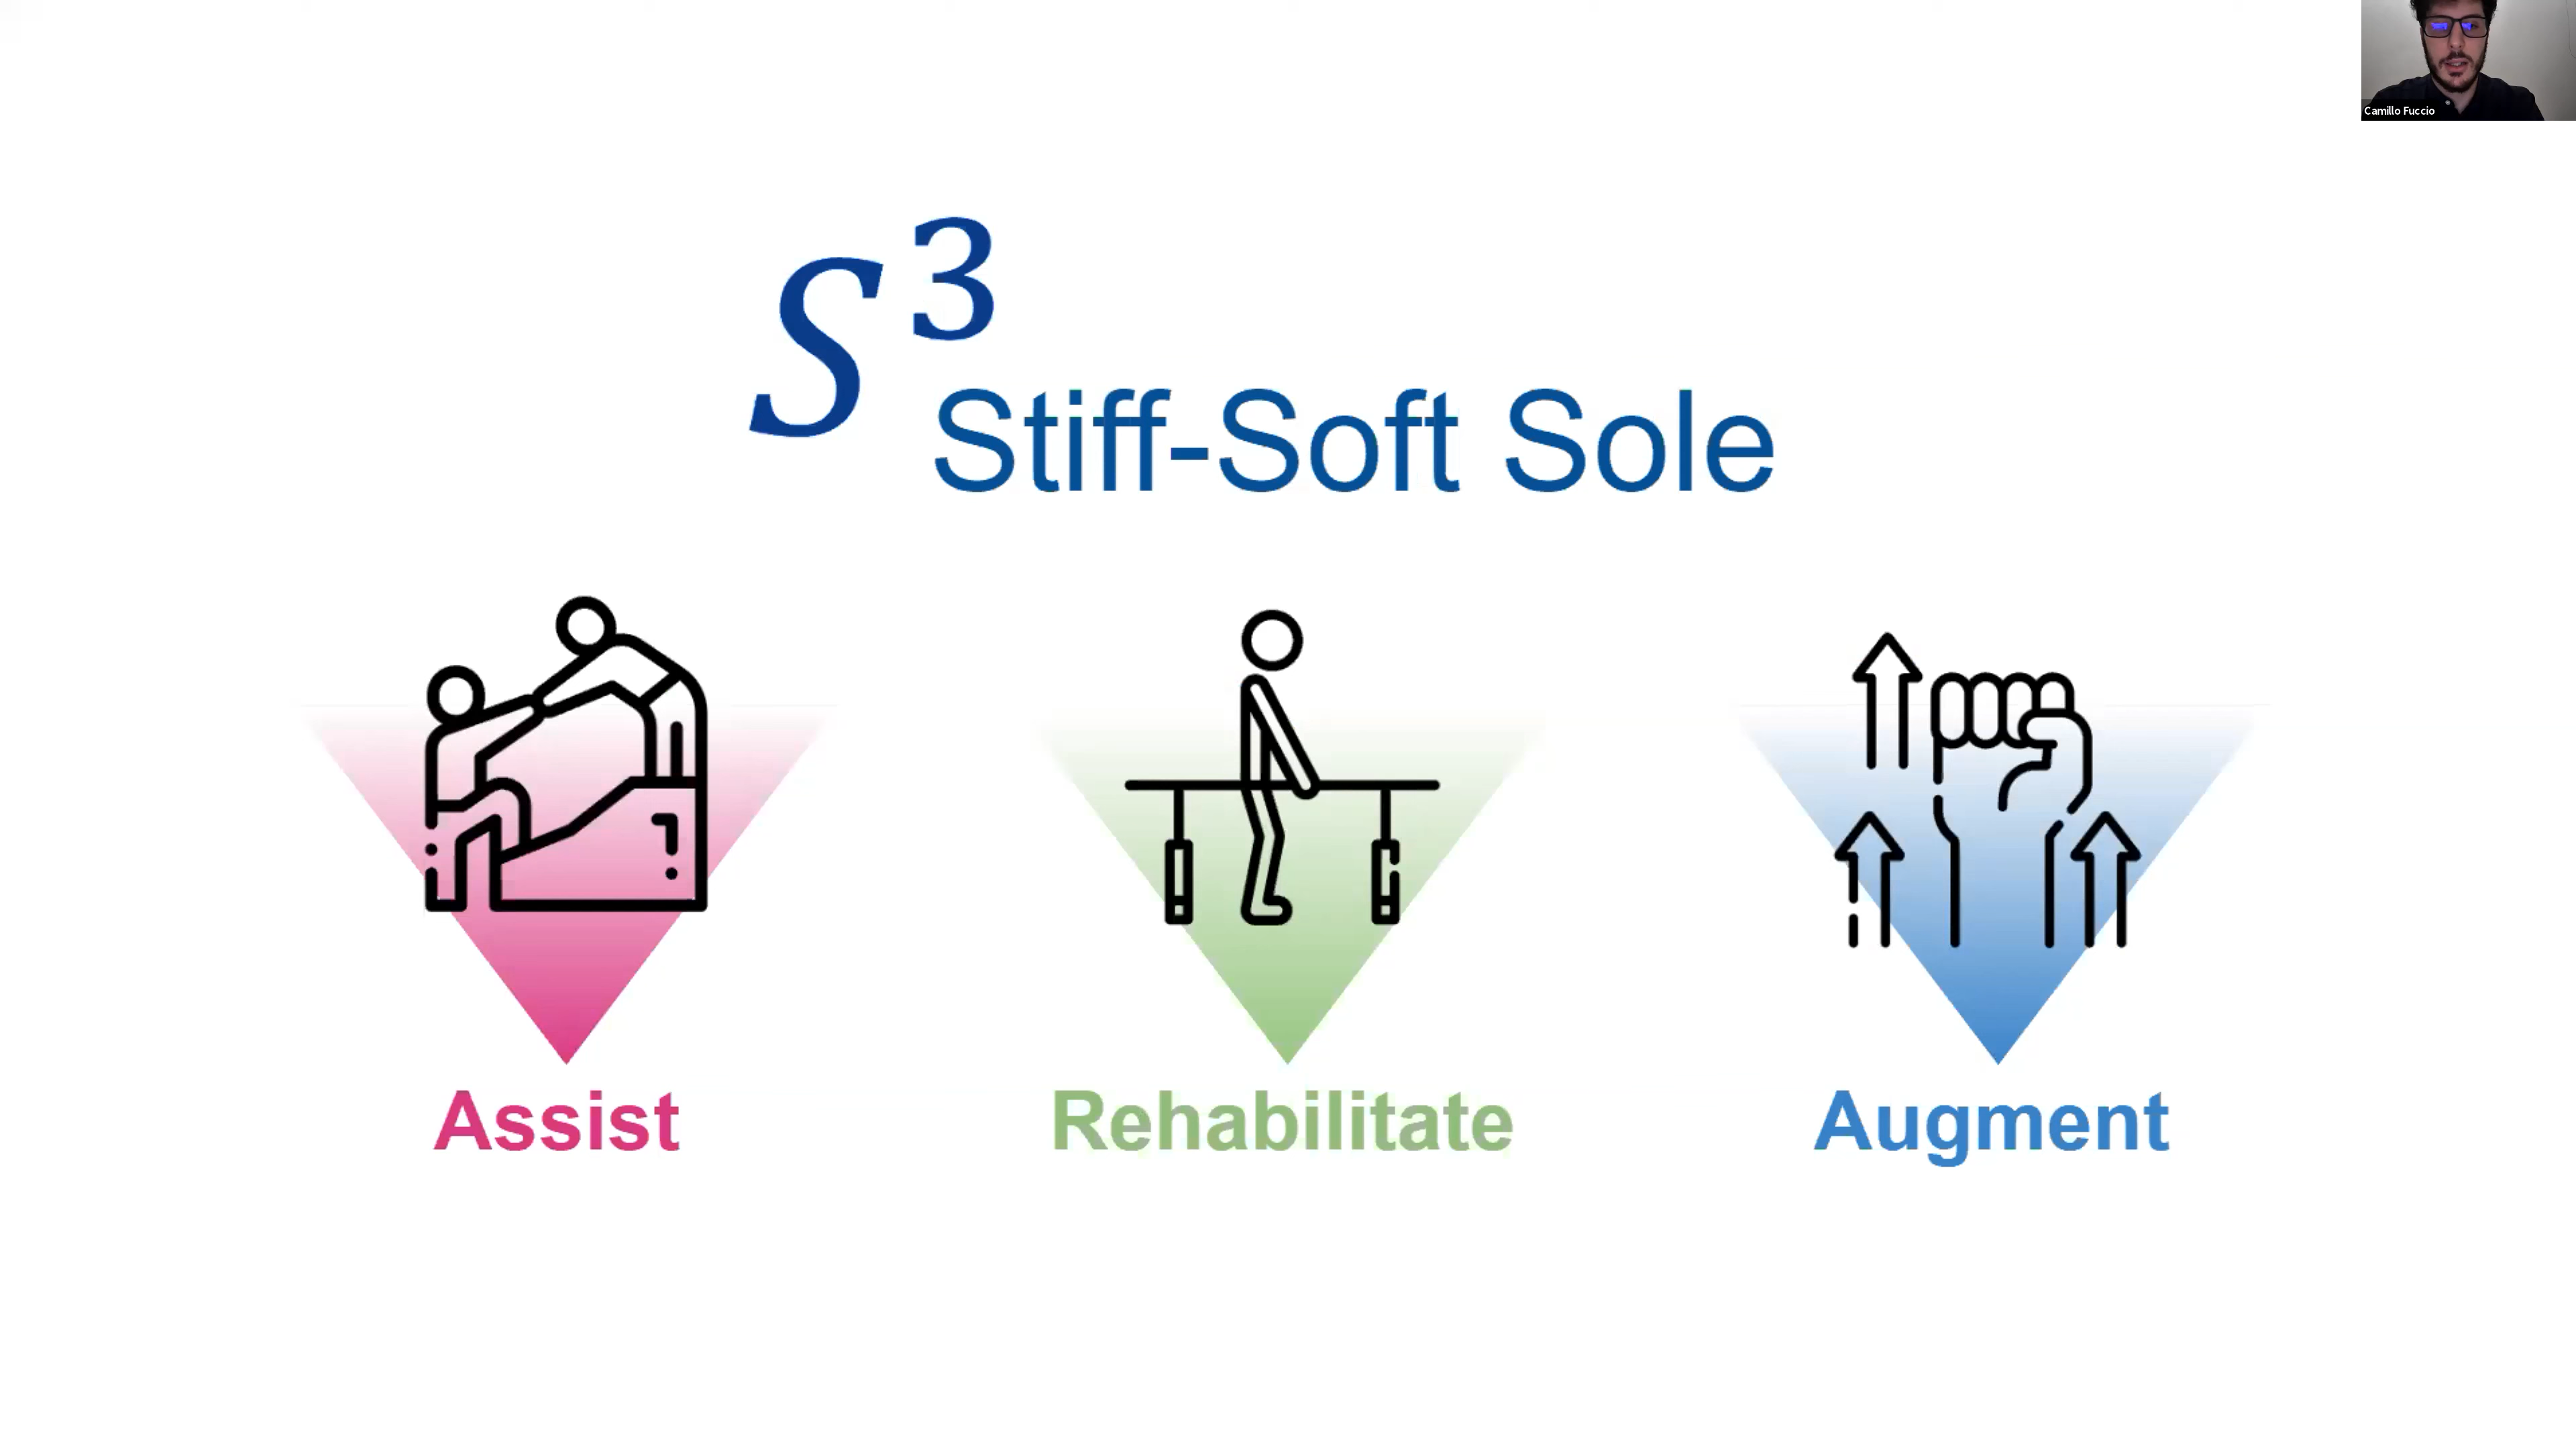 Camillo Fuccio
S³
Stiff-Soft Sole
Assist
Rehabilitate
Augment